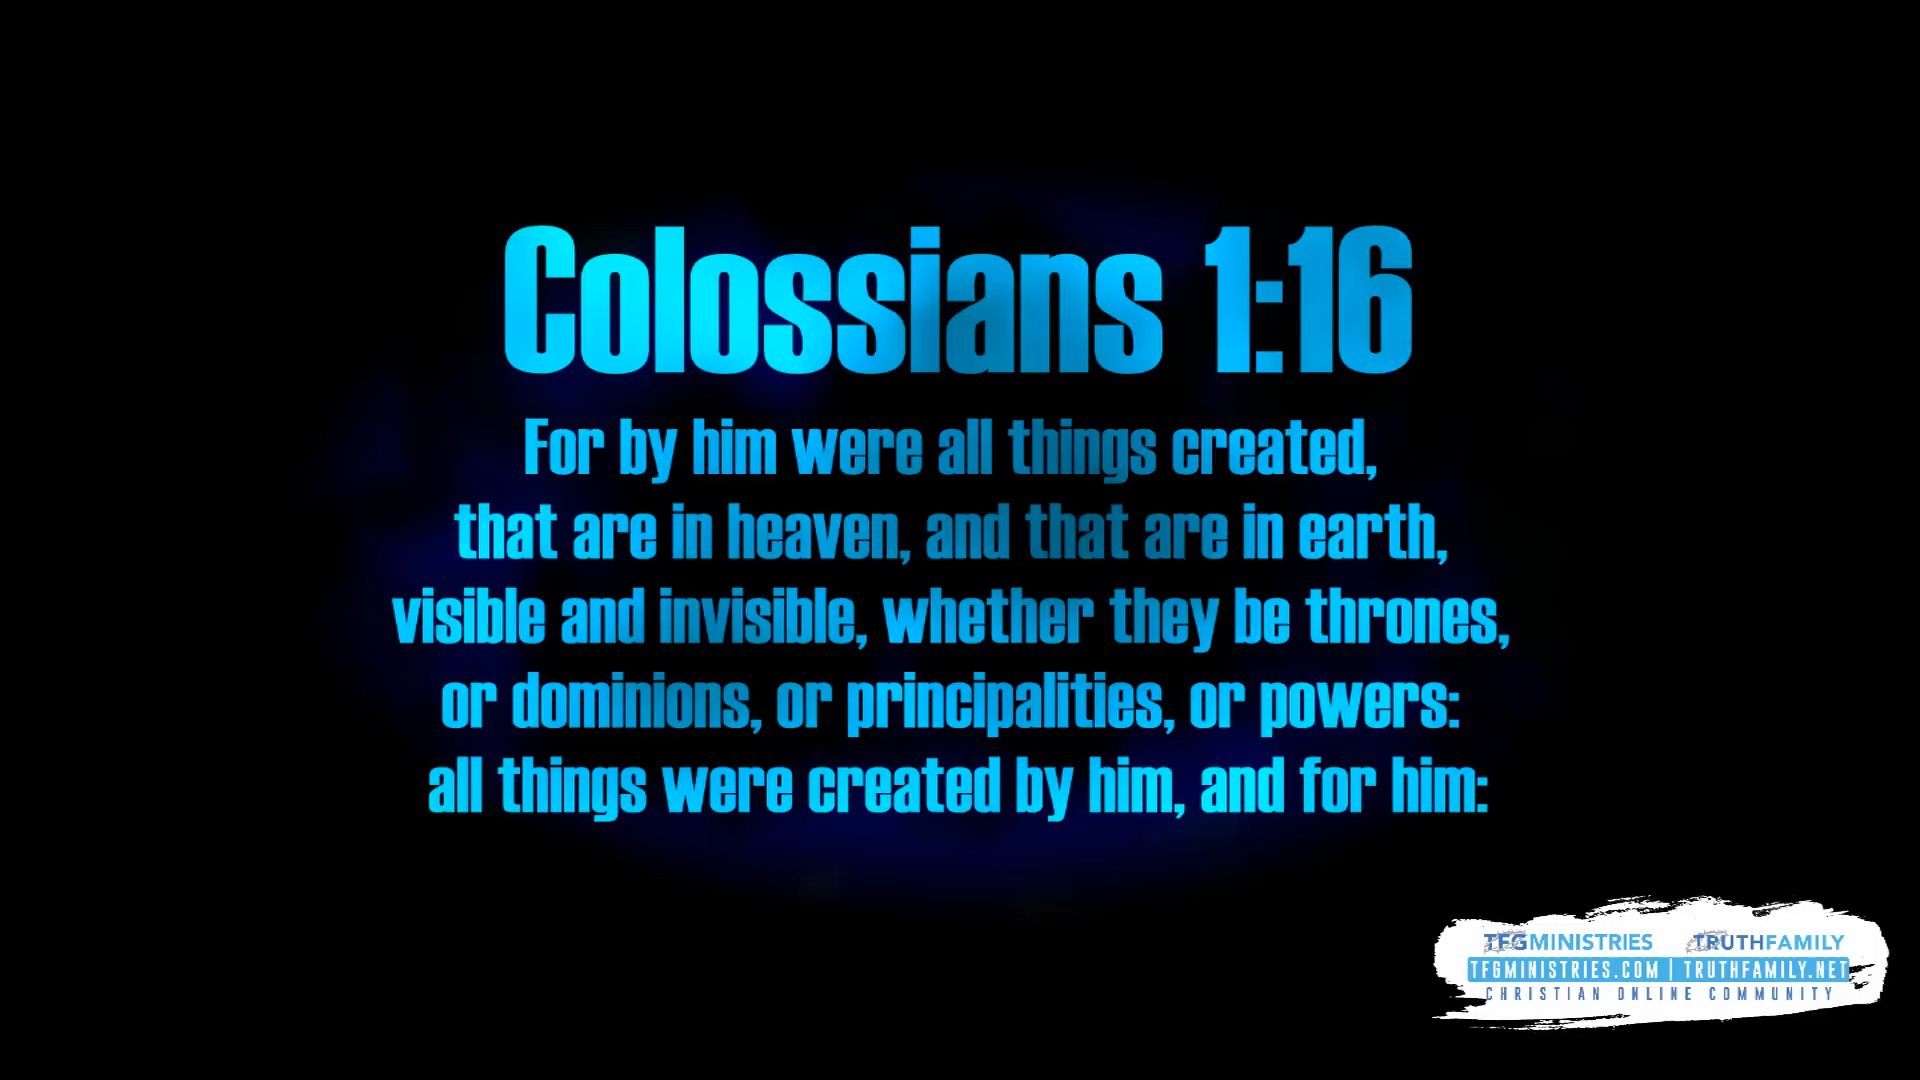 Colossians 1:16
For by him were all things created,
that are in heaven, and that are in earth,
visible and invisible, whether they be thrones,
or dominions, or principalities, or powers:
all things were created by him, and for him:
TFGMINISTRIES TRUTHFAMILY
TFGMINISTRIES.COM | TRUTHFAMILY.NET
CHRISTIAN ONLINE COMMUNITY